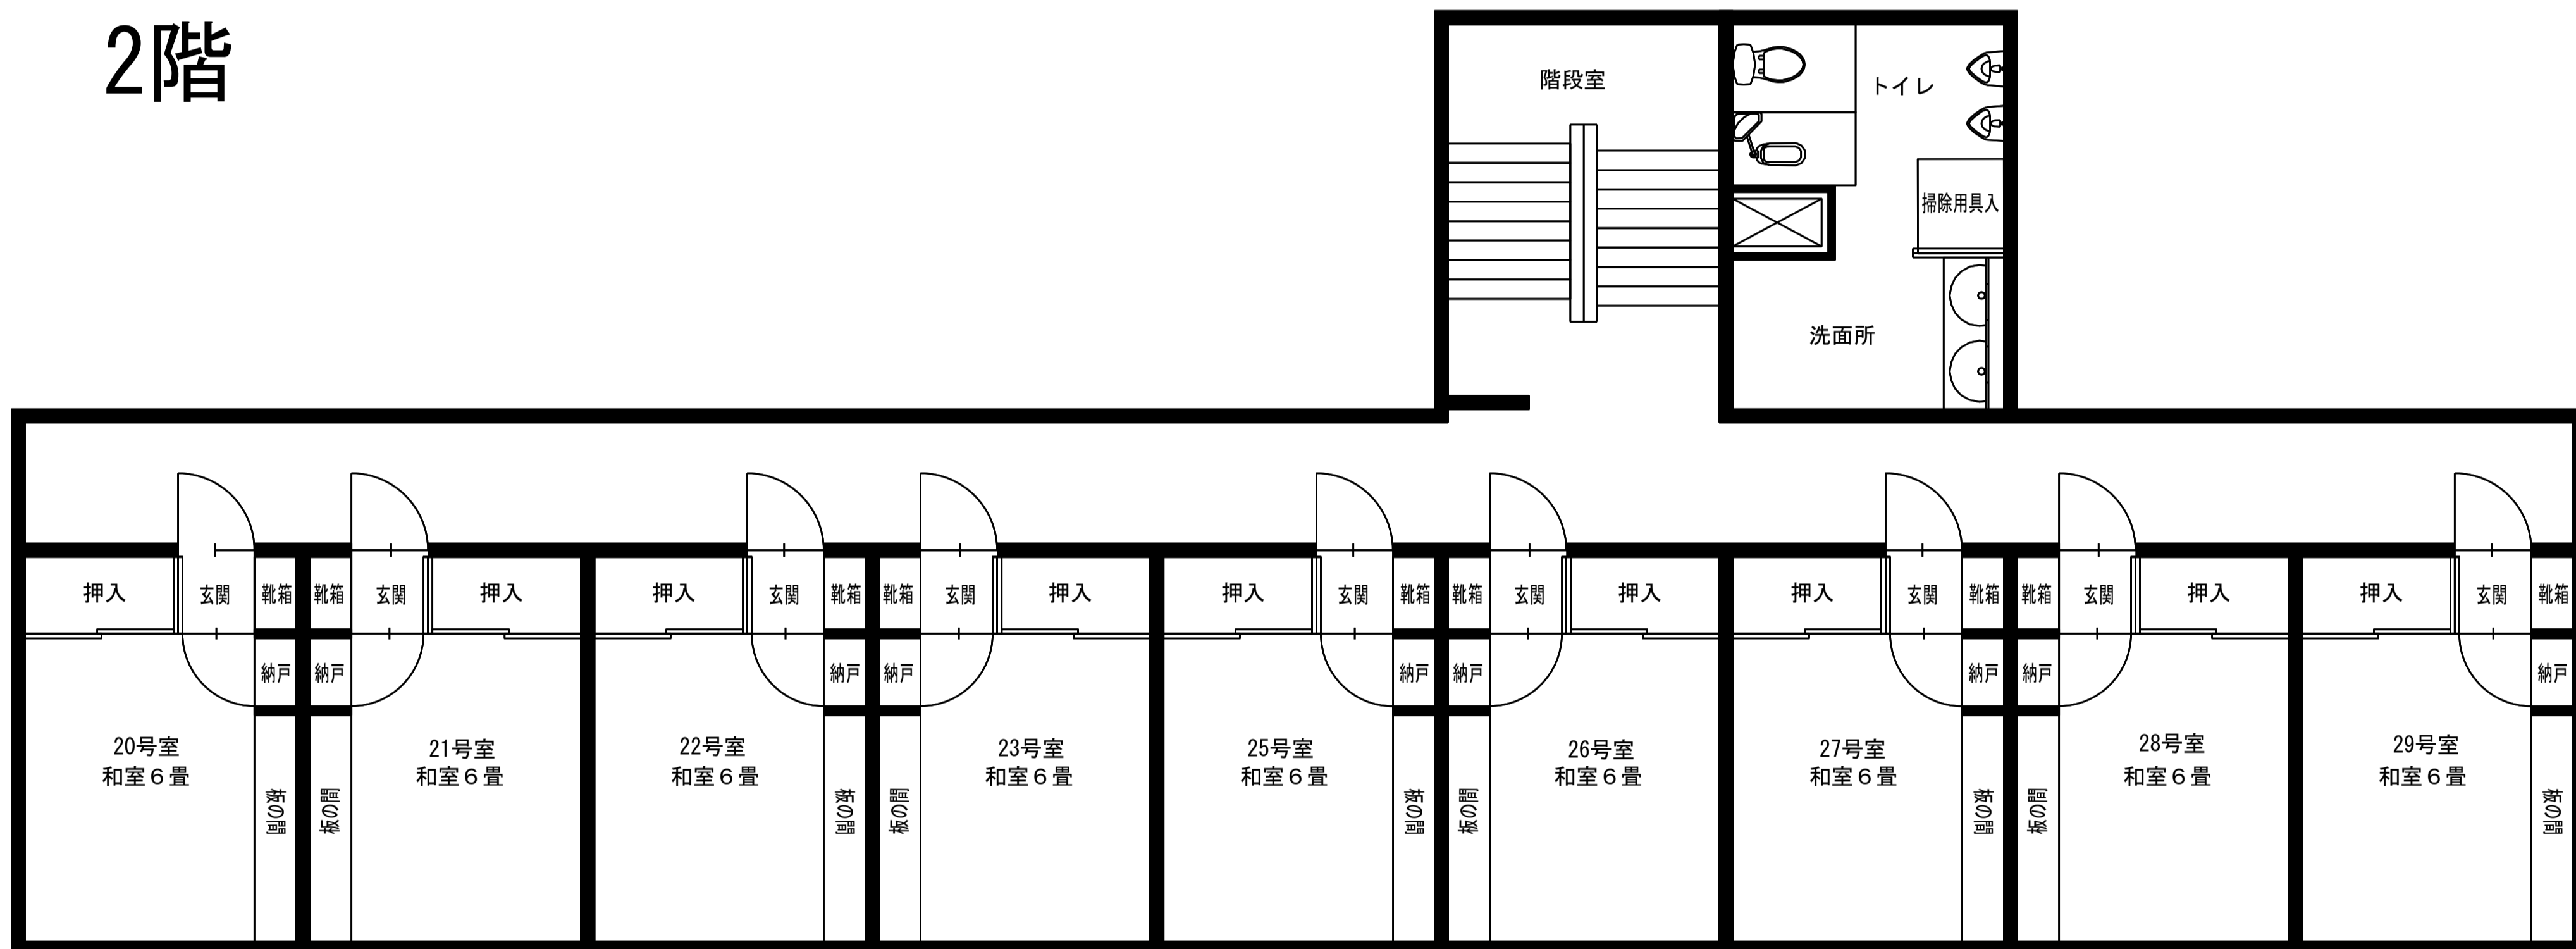 2階
階段室
トイレ
掃除用具入
洗面所
押入
玄関
靴箱
靴箱
玄関
押入
押入
玄関
靴箱
靴箱
玄関
押入
押入
玄関
靴箱
靴箱
玄関
押入
押入
玄関
靴箱
靴箱
玄関
押入
押入
玄関
靴箱
納戸
納戸
納戸
納戸
納戸
納戸
納戸
納戸
納戸
20号室
和室６畳
21号室
和室６畳
22号室
和室６畳
23号室
和室６畳
25号室
和室６畳
26号室
和室６畳
27号室
和室６畳
28号室
和室６畳
29号室
和室６畳
板の間
板の間
板の間
板の間
板の間
板の間
板の間
板の間
板の間